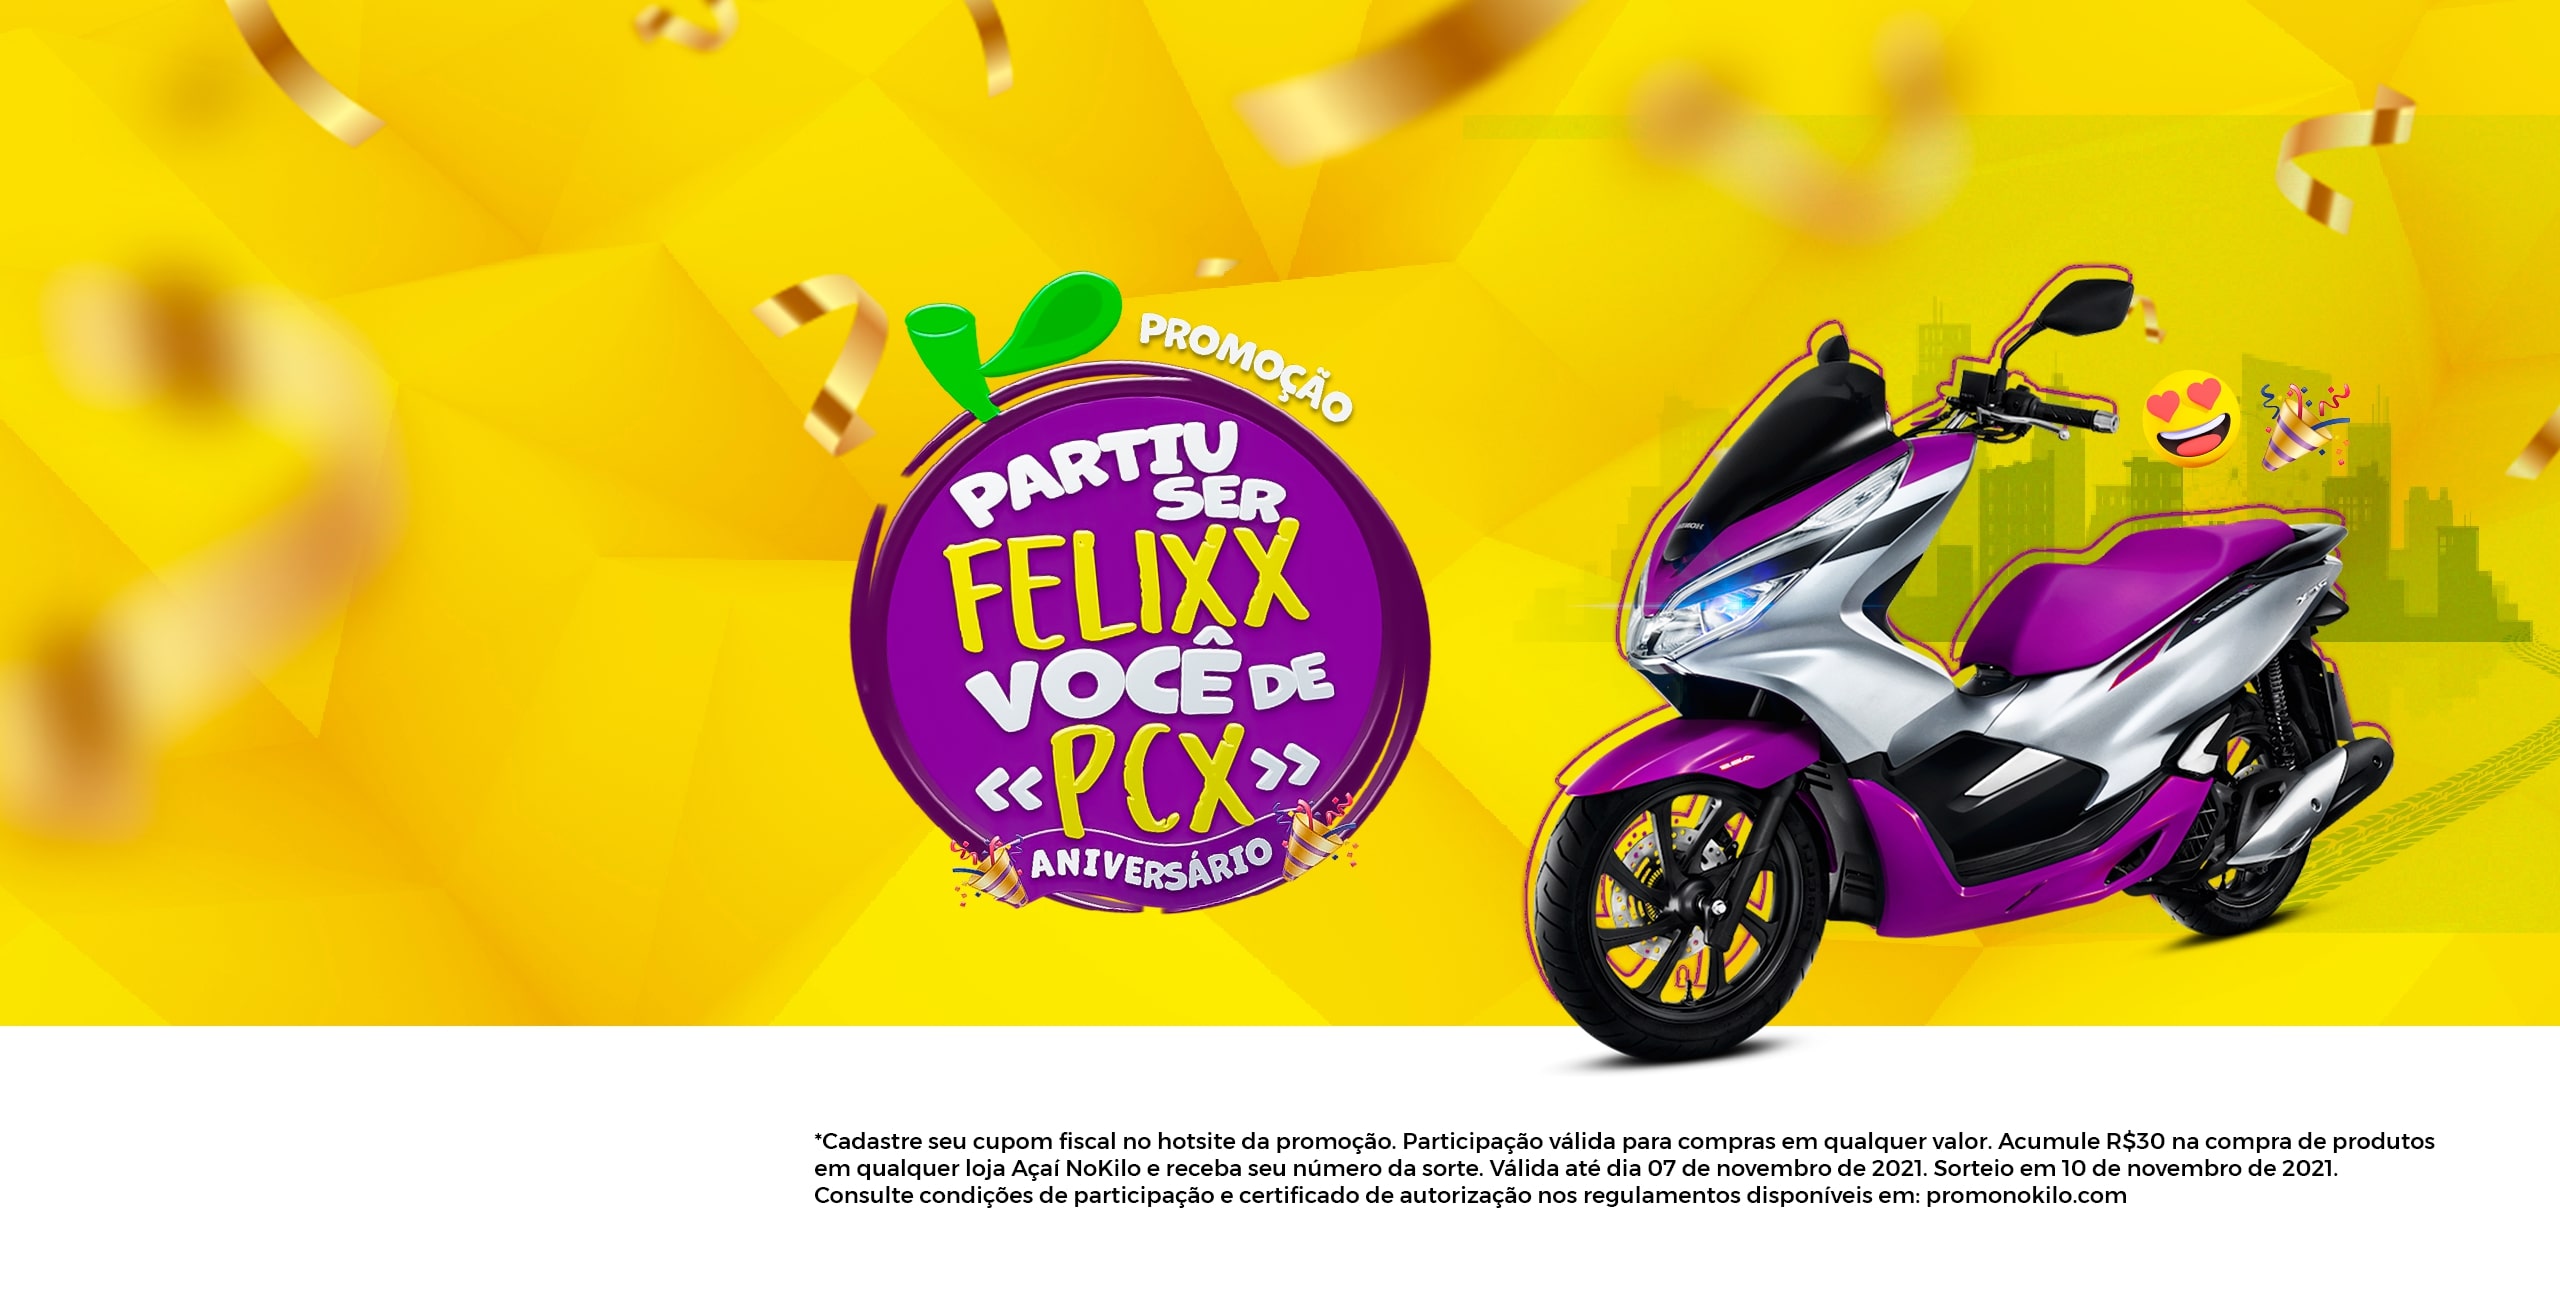 PROMOÇÃO
PARTIU
SER
FELIXX
VOCÊ DE
PCX
ANIVERSÁRIO
*Cadastre seu cupom fiscal no hotsite da promoção. Participação válida para compras em qualquer valor. Acumule R$30 na compra de produtos
em qualquer loja Açaí NoKilo e receba seu número da sorte. Válida até dia 07 de novembro de 2021. Sorteio em 10 de novembro de 2021.
Consulte condições de participação e certificado de autorização nos regulamentos disponíveis em: promonokilo.com